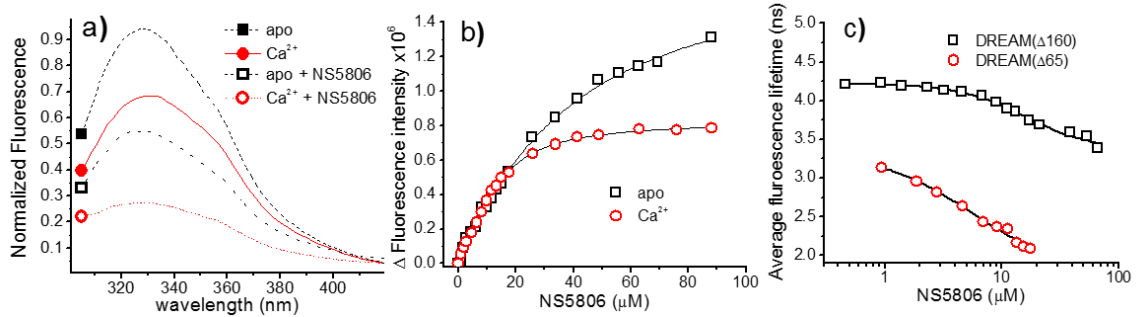 a)
apo
Ca2+
apo + NS5806
Ca2+ + NS5806
Normalized Fluorescence
0.9
0.8
0.7
0.6
0.5
0.4
0.3
0.2
0.1
320 340 360 380 400
wavelength (nm)
b)
Δ Fluorescence intensity x10^6
1.4
1.2
1.0
0.8
0.6
0.4
0.2
0.0
apo
Ca2+
0 20 40 60 80 100
NS5806 (μM)
c)
DREAM(Δ160)
DREAM(Δ65)
Average fluroescence lifetime (ns)
4.5
4.0
3.5
3.0
2.5
2.0
1 10 100
NS5806 (μM)